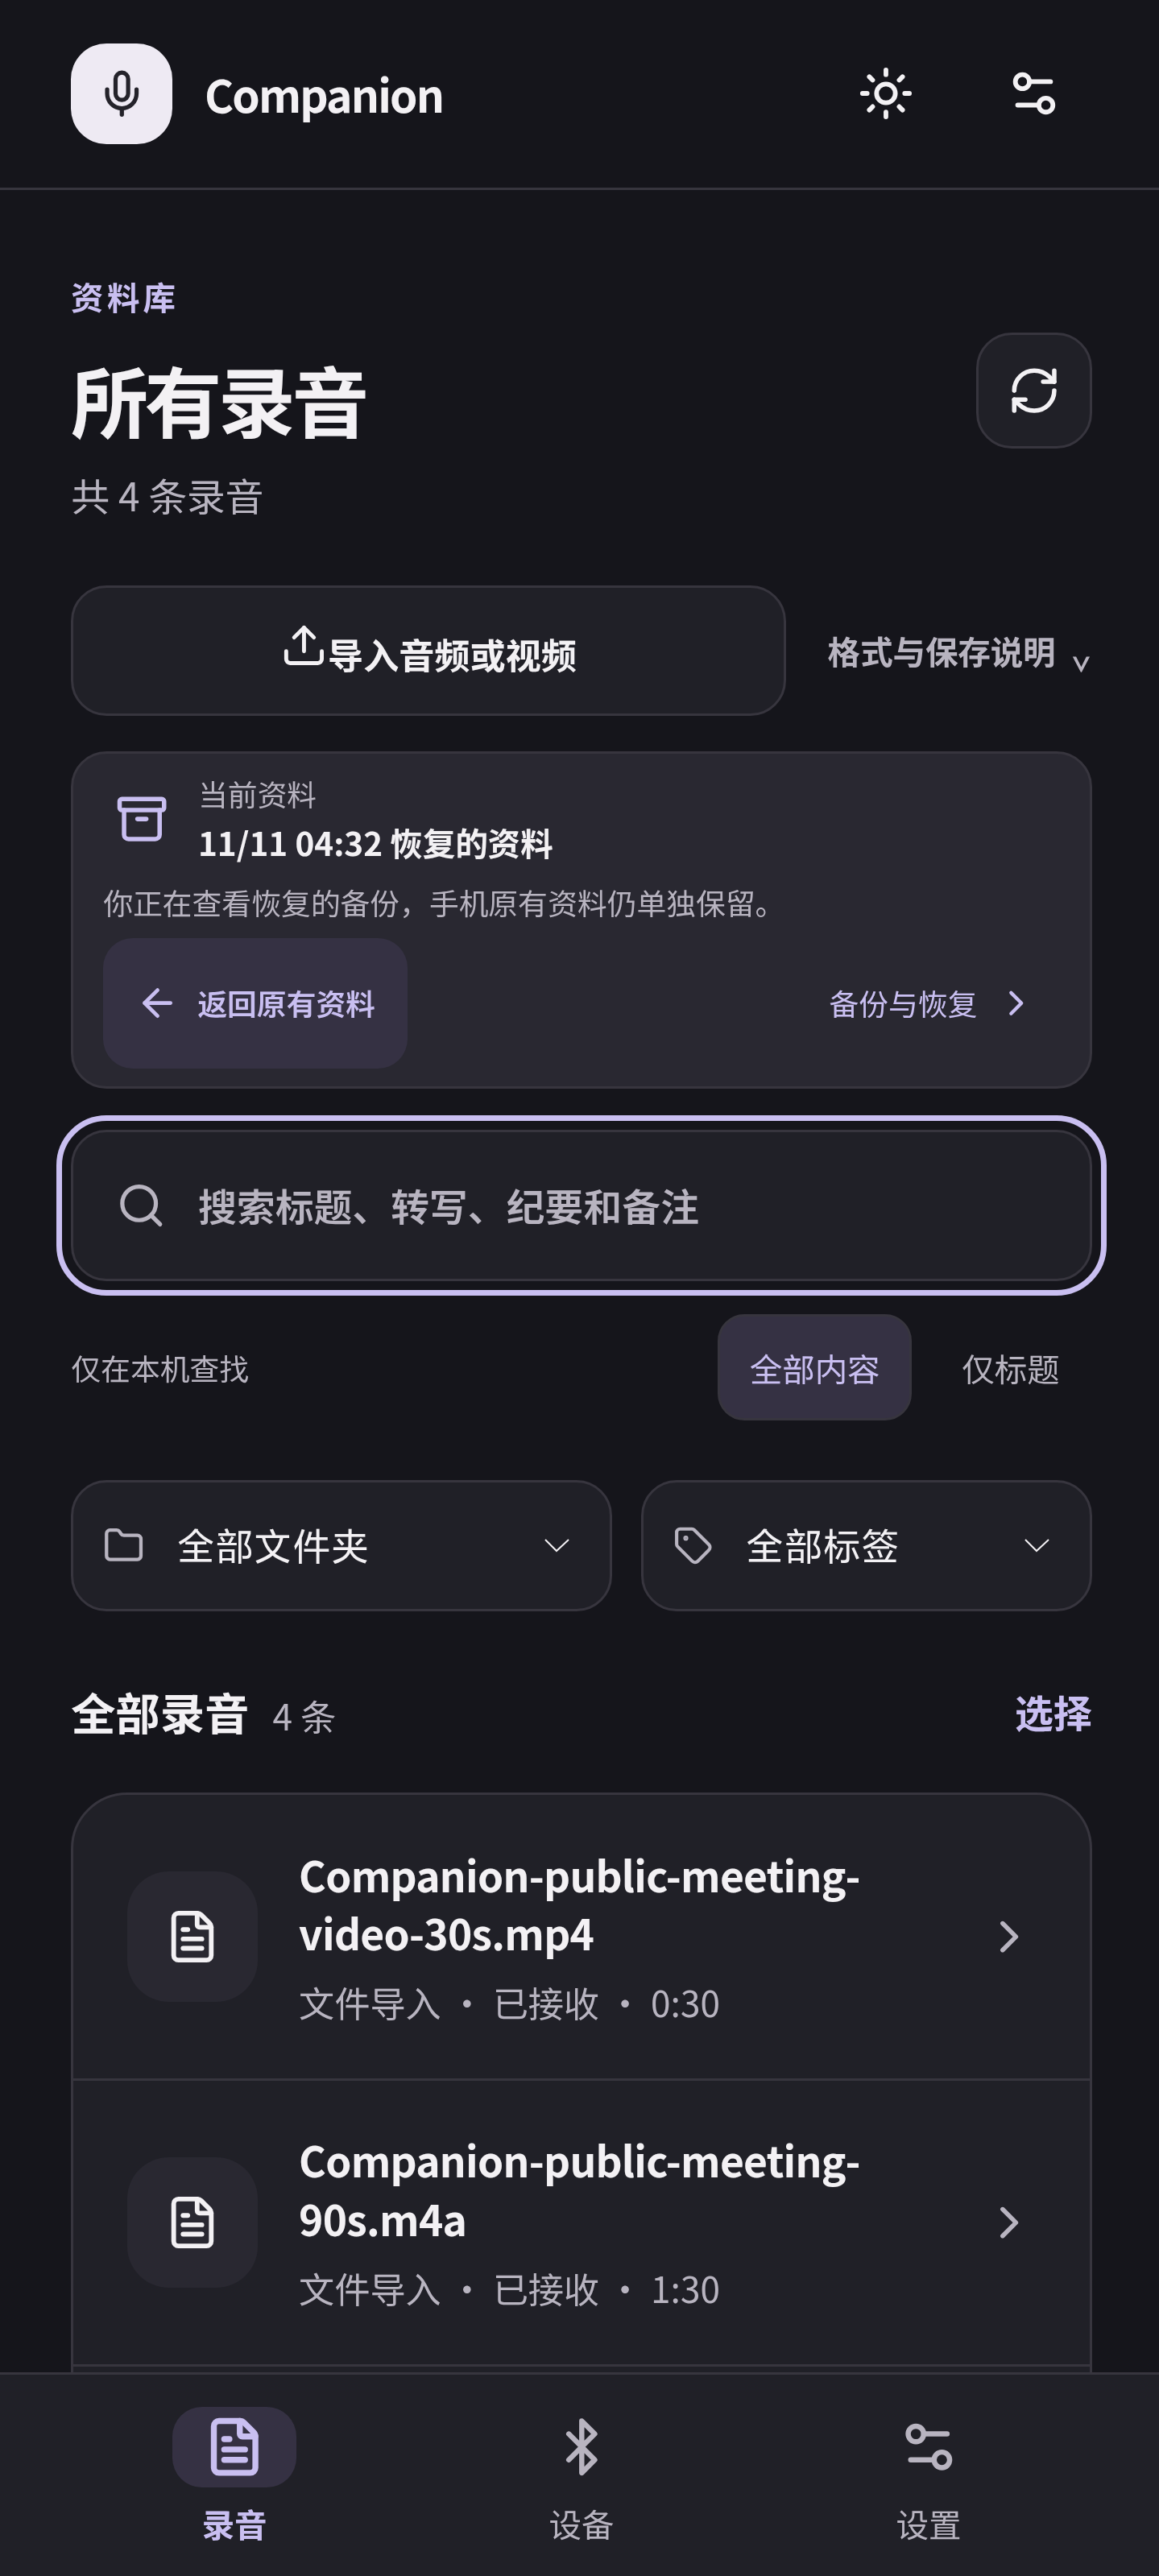 Companion
资料库
所有录音
共 4 条录音
导入音频或视频
格式与保存说明
当前资料
11/11 04:32 恢复的资料
你正在查看恢复的备份，手机原有资料仍单独保留。
返回原有资料
备份与恢复
搜索标题、转写、纪要和备注
仅在本机查找
全部内容
仅标题
全部文件夹
全部标签
全部录音 4 条
选择
Companion-public-meeting-
video-30s.mp4
文件导入 · 已接收 · 0:30
Companion-public-meeting-
90s.m4a
文件导入 · 已接收 · 1:30
录音
设备
设置